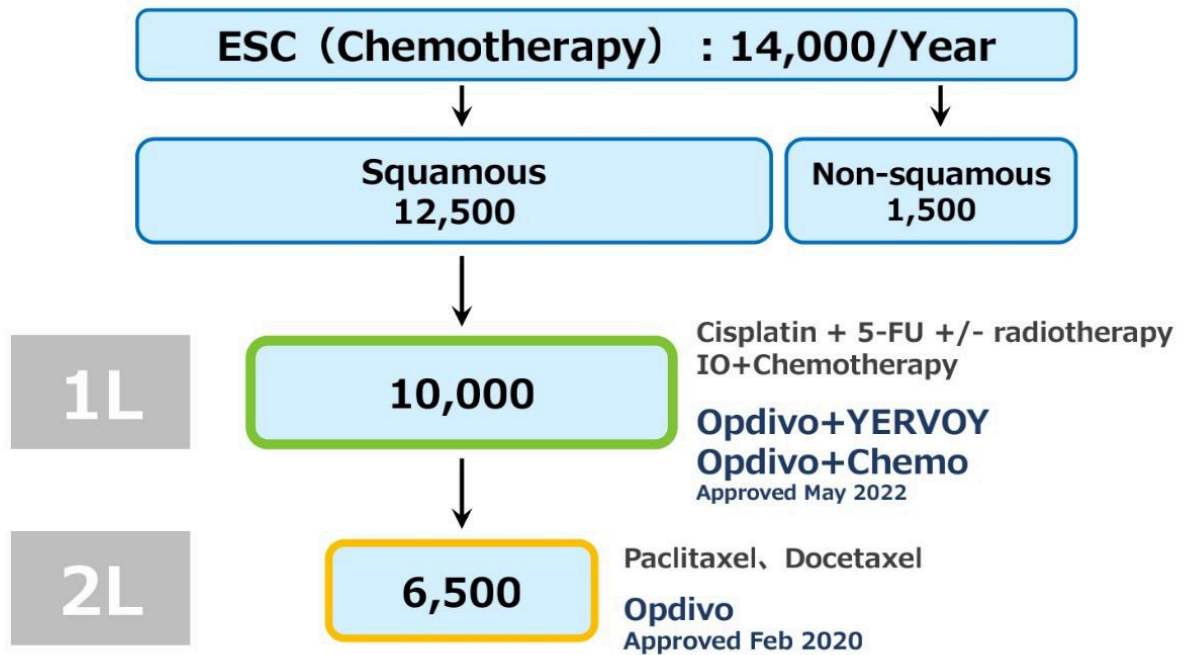 ESC（Chemotherapy）：14,000/Year
Squamous
12,500
Non-squamous
1,500
1L
10,000
Cisplatin + 5-FU +/- radiotherapy
IO+Chemotherapy
Opdivo+YERVOY
Opdivo+Chemo
Approved May 2022
2L
6,500
Paclitaxel、Docetaxel
Opdivo
Approved Feb 2020